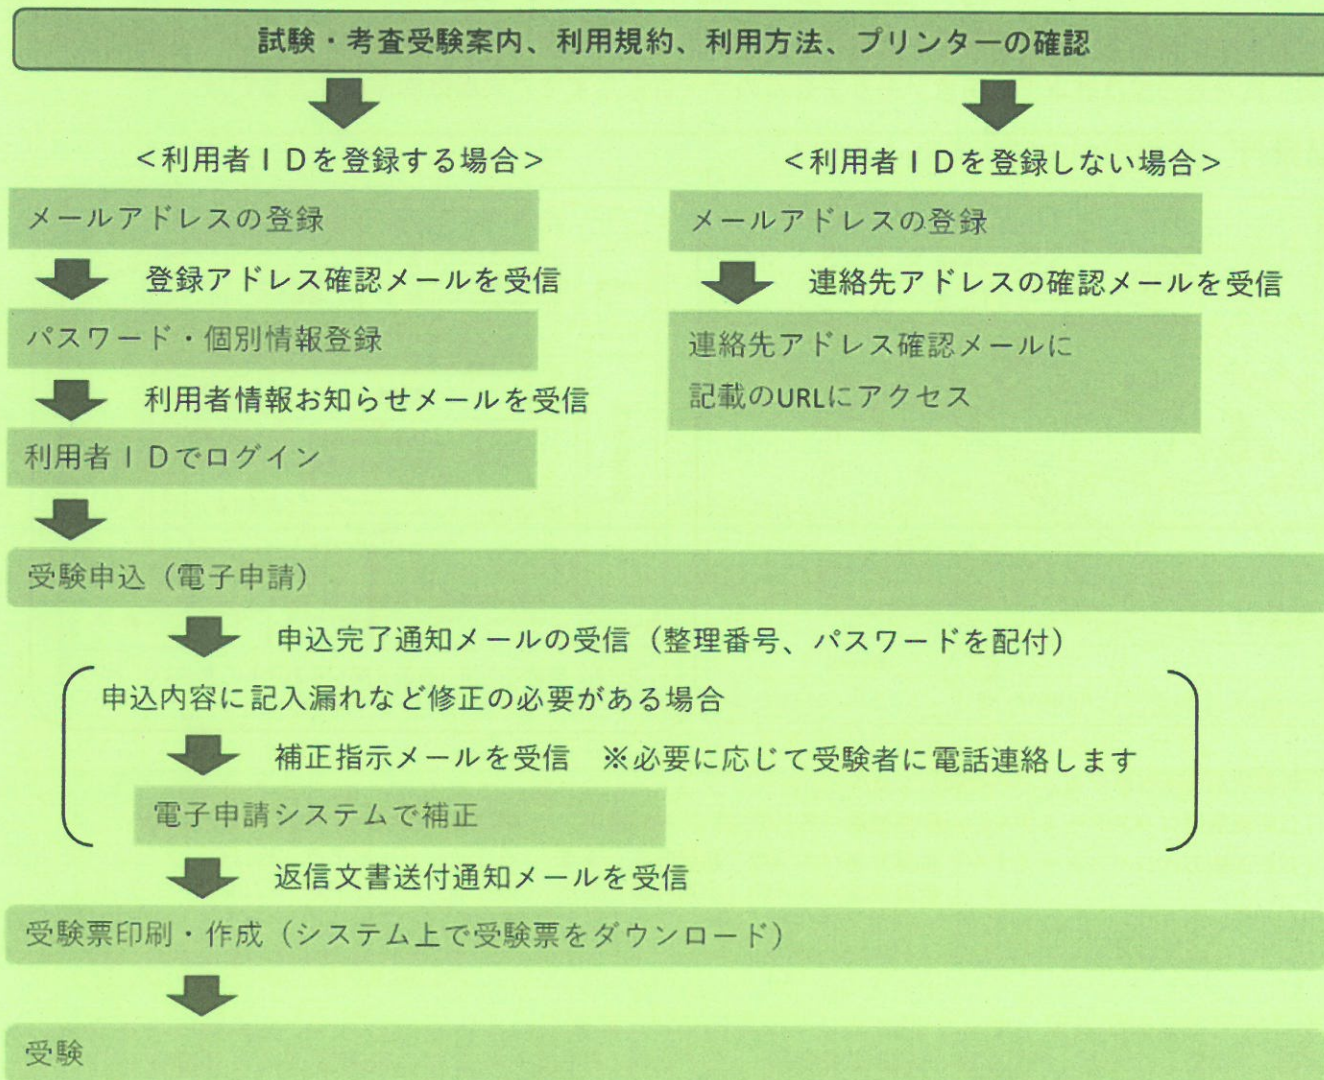 試験・考査受験案内、利用規約、利用方法、プリンターの確認
＜利用者ＩＤを登録する場合＞
メールアドレスの登録
登録アドレス確認メールを受信
パスワード・個別情報登録
利用者情報お知らせメールを受信
利用者ＩＤでログイン
＜利用者ＩＤを登録しない場合＞
メールアドレスの登録
連絡先アドレスの確認メールを受信
連絡先アドレス確認メールに
記載のURLにアクセス
受験申込（電子申請）
申込完了通知メールの受信（整理番号、パスワードを配付）
申込内容に記入漏れなど修正の必要がある場合
補正指示メールを受信　※必要に応じて受験者に電話連絡します
電子申請システムで補正
返信文書送付通知メールを受信
受験票印刷・作成（システム上で受験票をダウンロード）
受験